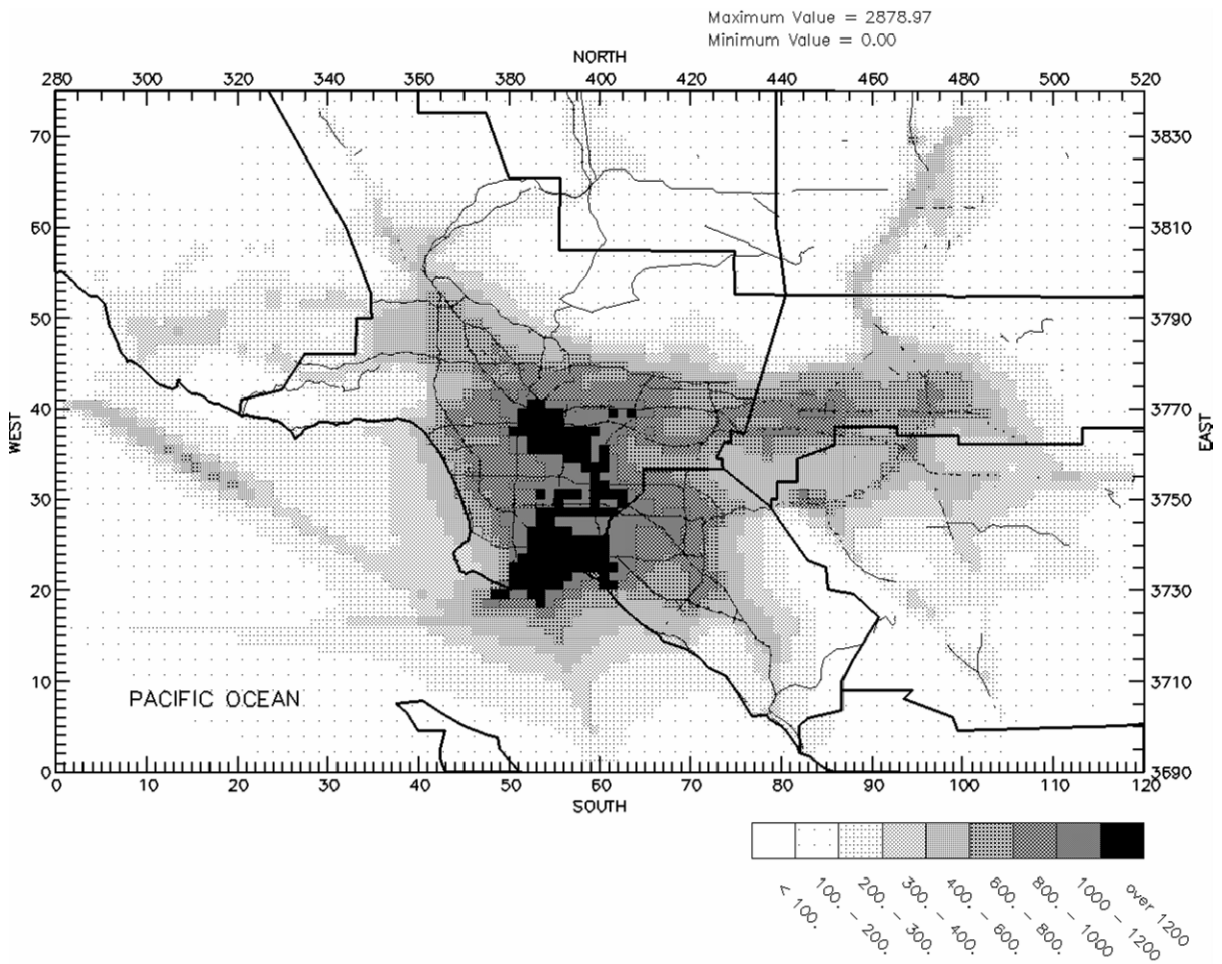 Maximum Value = 2878.97
Minimum Value = 0.00
NORTH
280 300 320 340 360 380 400 420 440 460 480 500 520
70 3830
60 3810
50 3790
40 3770
WEST EAST
30 3750
20 3730
10 3710
PACIFIC OCEAN
0 3690
0 10 20 30 40 50 60 70 80 90 100 110 120
SOUTH
< 100.
100. - 200.
200. - 300.
300. - 400.
400. - 600.
600. - 800.
800. - 1000
1000 - 1200
over 1200